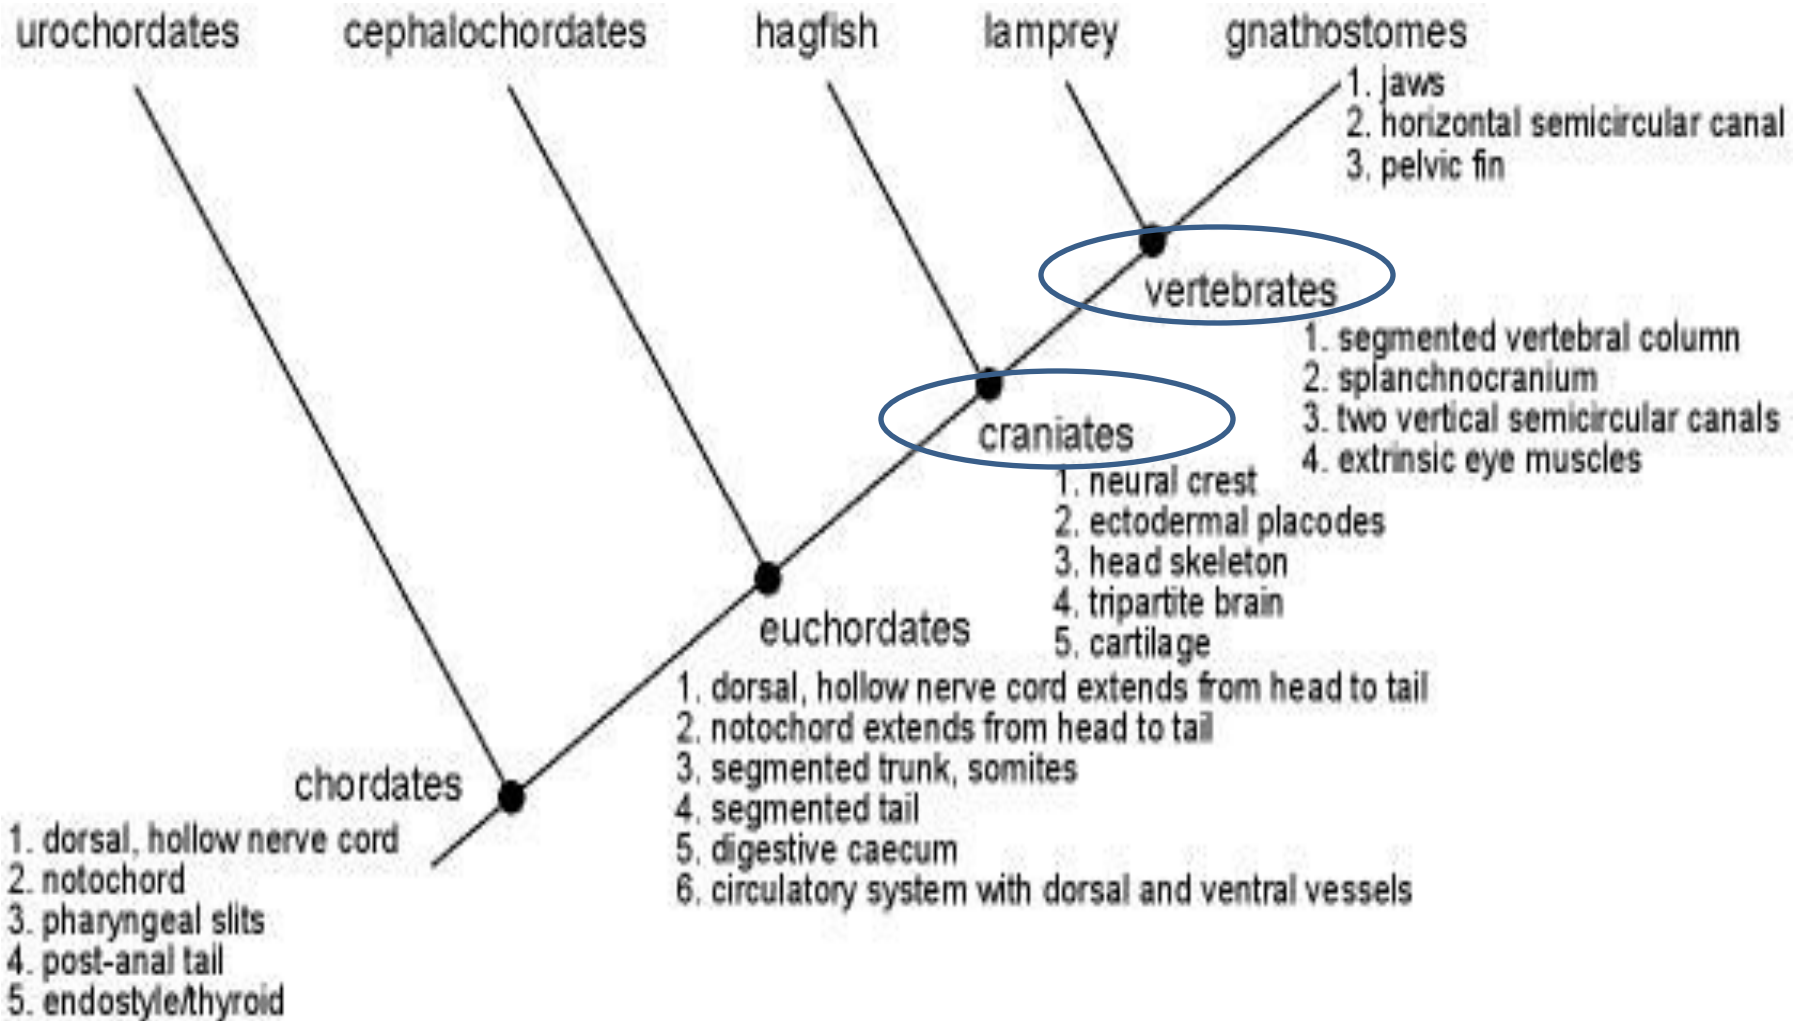 urochordates
cephalochordates
hagfish
lamprey
gnathostomes
1. jaws
2. horizontal semicircular canal
3. pelvic fin
vertebrates
1. segmented vertebral column
2. splanchnocranium
3. two vertical semicircular canals
4. extrinsic eye muscles
craniates
1. neural crest
2. ectodermal placodes
3. head skeleton
4. tripartite brain
5. cartilage
euchordates
1. dorsal, hollow nerve cord extends from head to tail
2. notochord extends from head to tail
3. segmented trunk, somites
4. segmented tail
5. digestive caecum
6. circulatory system with dorsal and ventral vessels
chordates
1. dorsal, hollow nerve cord
2. notochord
3. pharyngeal slits
4. post-anal tail
5. endostyle/thyroid